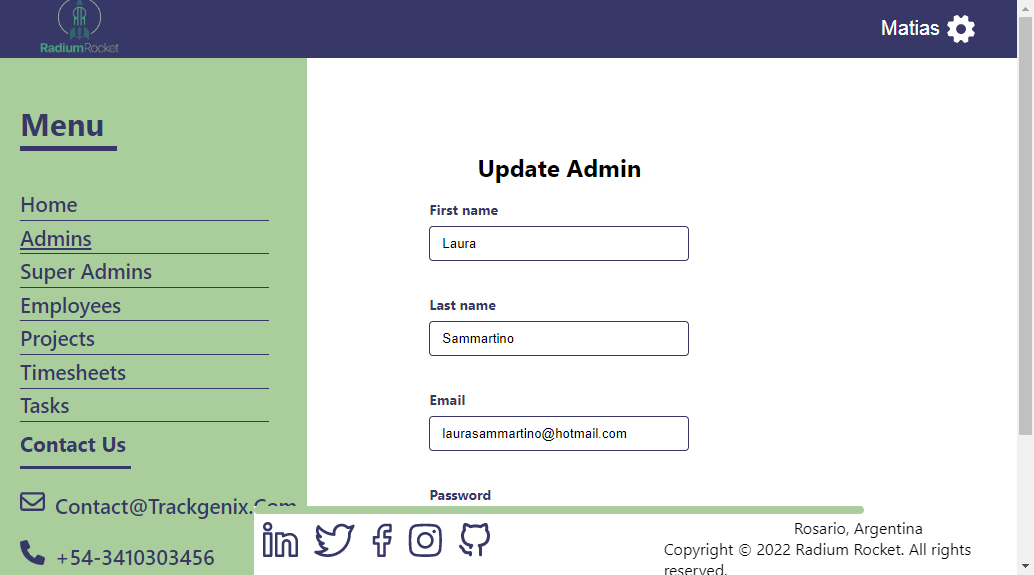 RadiumRocket
Matias
Menu
Home
Admins
Super Admins
Employees
Projects
Timesheets
Tasks
Contact Us
Contact@Trackgenix.Com
+54-3410303456
Update Admin
First name
Laura
Last name
Sammartino
Email
laurasammartino@hotmail.com
Password
Rosario, Argentina
Copyright © 2022 Radium Rocket. All rights
reserved.